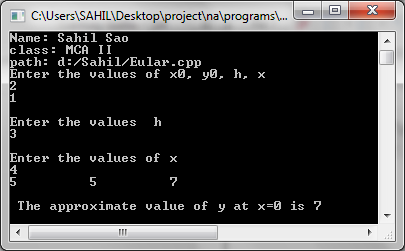 C:\Users\SAHIL\Desktop\project\na\programs\...
Name: Sahil Sao
class: MCA II
path: d:/Sahil/Eular.cpp
Enter the values of x0, y0, h, x
2
1
Enter the values  h
3
Enter the values of x
4
5 5 7
The approximate value of y at x=0 is 7